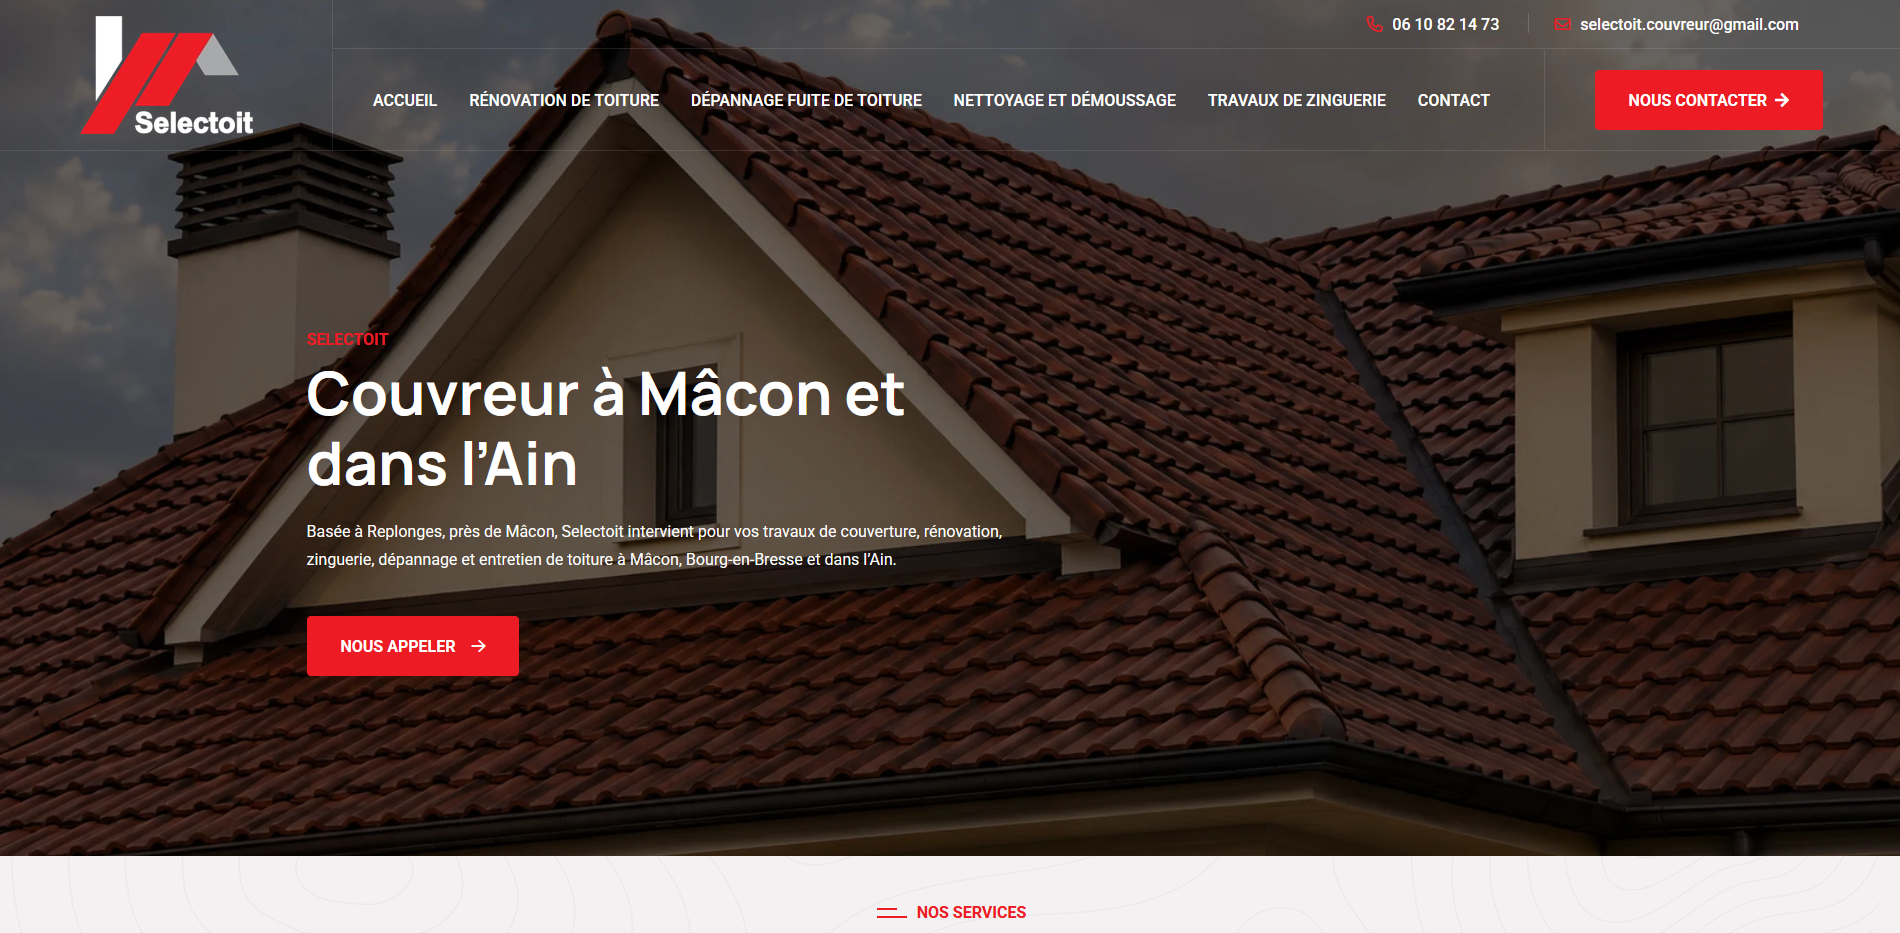 06 10 82 14 73
selectoit.couvreur@gmail.com
Selectoit
ACCUEIL
RÉNOVATION DE TOITURE
DÉPANNAGE FUITE DE TOITURE
NETTOYAGE ET DÉMOUSSAGE
TRAVAUX DE ZINGUERIE
CONTACT
NOUS CONTACTER
SELECTOIT
Couvreur à Mâcon et
dans l’Ain
Basée à Replonges, près de Mâcon, Selectoit intervient pour vos travaux de couverture, rénovation,
zinguerie, dépannage et entretien de toiture à Mâcon, Bourg-en-Bresse et dans l’Ain.
NOUS APPELER
NOS SERVICES